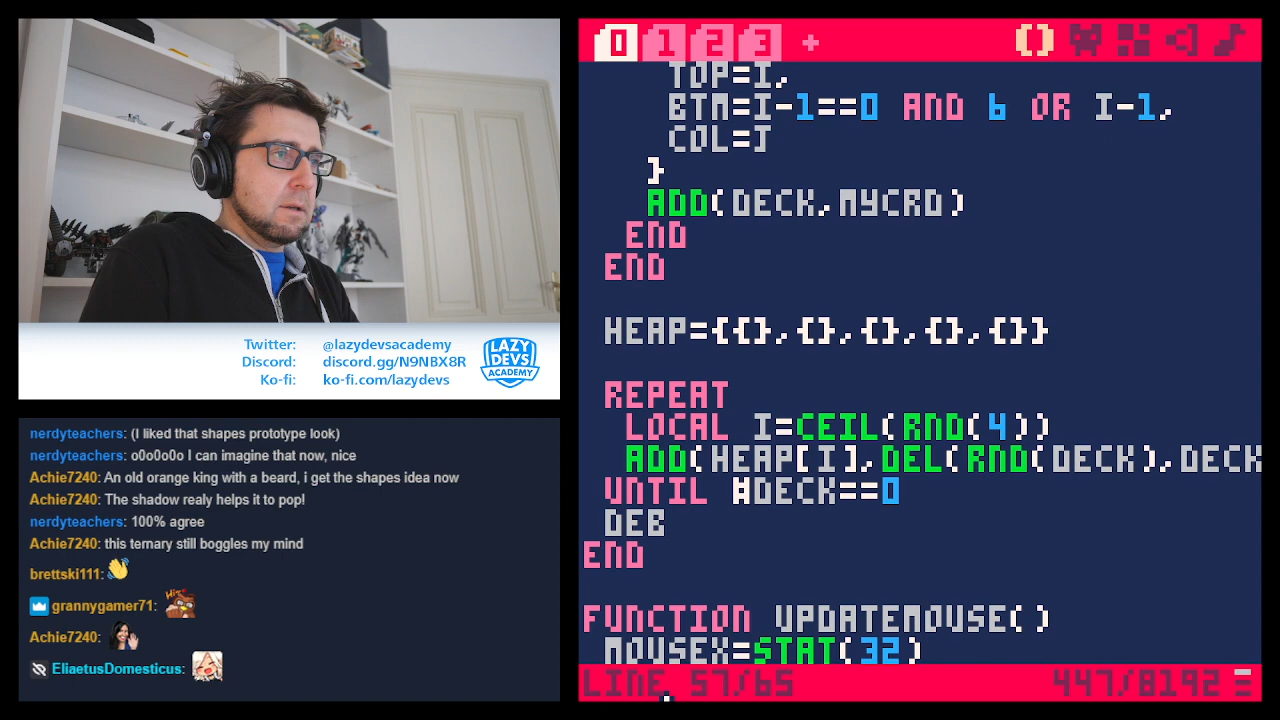 Twitter: @lazydevsacademy
Discord: discord.gg/N9NBX8R
Ko-fi: ko-fi.com/lazydevs
LAZY
DEVS
ACADEMY
nerdyteachers: (I liked that shapes prototype look)
nerdyteachers: o0o0o0o I can imagine that now, nice
Achie7240: An old orange king with a beard, i get the shapes idea now
Achie7240: The shadow realy helps it to pop!
nerdyteachers: 100% agree
Achie7240: this ternary still boggles my mind
brettski111:
grannygamer71:
Achie7240:
EliaetusDomesticus:
0 1 2 3 +
TOP=I,
BTM=I-1==0 AND 6 OR I-1,
COL=J
}
ADD(DECK,MYCRD)
END
END
HEAP={{},{},{},{},{}}
REPEAT
LOCAL I=CEIL(RND(4))
ADD(HEAP[I],DEL(RND(DECK),DECK
UNTIL #DECK==0
DEB
END
FUNCTION UPDATEMOUSE()
MOUSEX=STAT(32)
LINE 57/65 447/8192